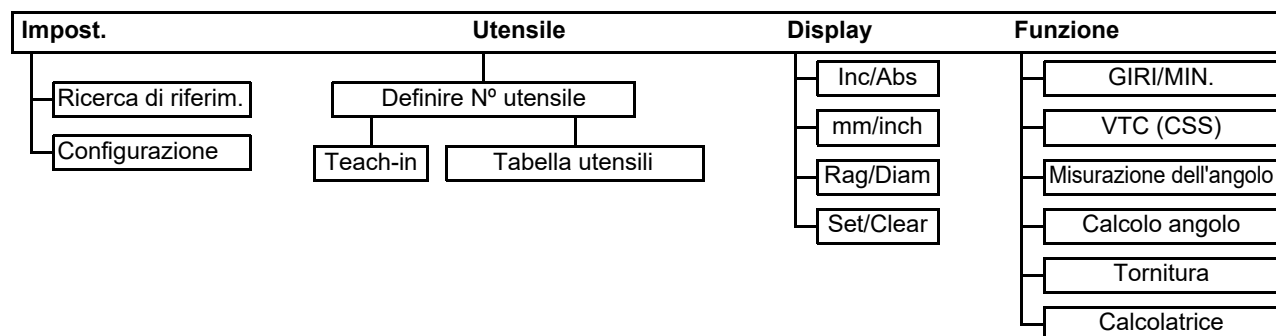 Impost. Utensile Display Funzione
Ricerca di riferim.
Configurazione
Definire Nº utensile
Teach-in
Tabella utensili
Inc/Abs
mm/inch
Rag/Diam
Set/Clear
GIRI/MIN.
VTC (CSS)
Misurazione dell'angolo
Calcolo angolo
Tornitura
Calcolatrice